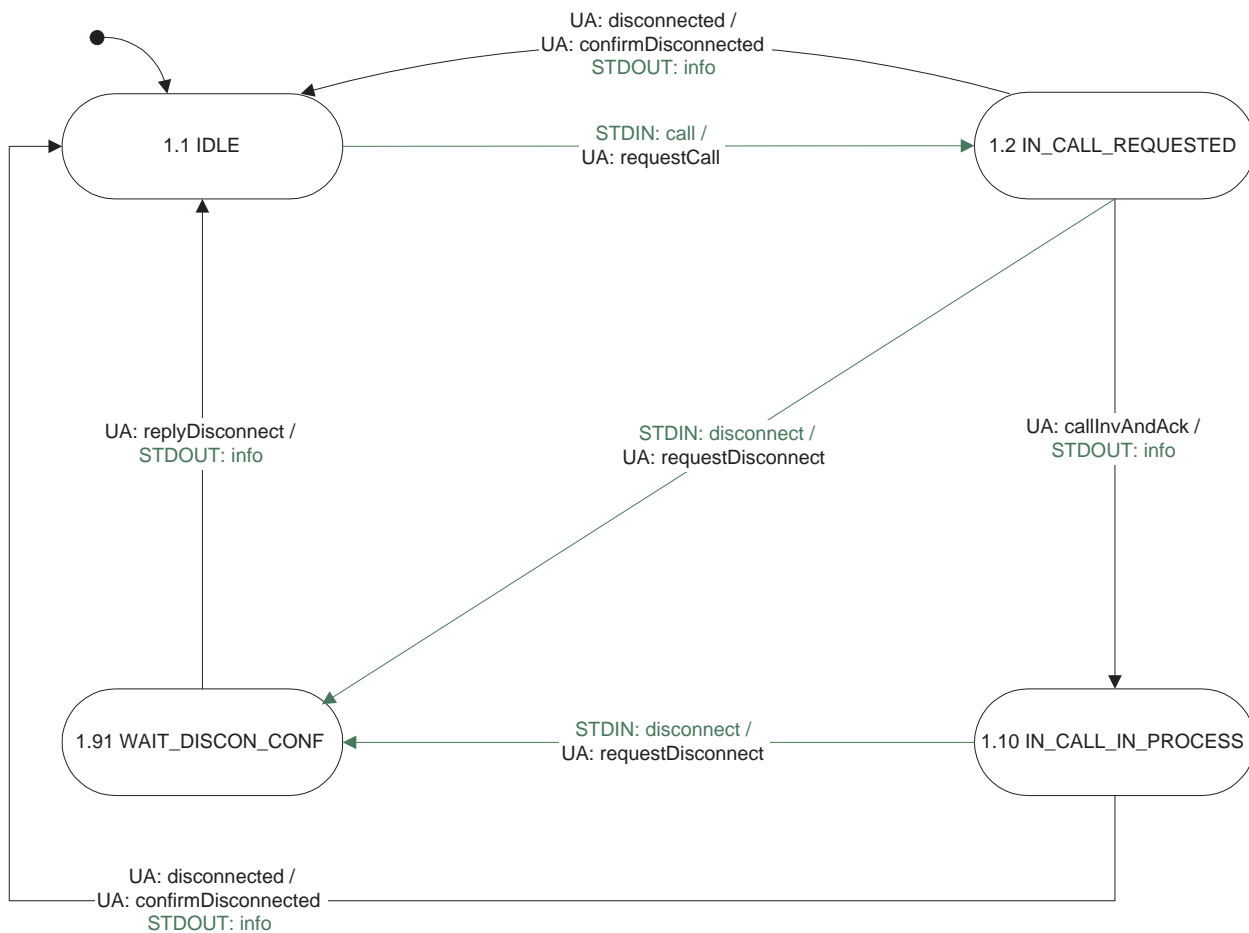 UA: disconnected /
UA: confirmDisconnected
STDOUT: info
1.1 IDLE
STDIN: call /
UA: requestCall
1.2 IN_CALL_REQUESTED
UA: replyDisconnect /
STDOUT: info
STDIN: disconnect /
UA: requestDisconnect
UA: callInvAndAck /
STDOUT: info
1.91 WAIT_DISCON_CONF
STDIN: disconnect /
UA: requestDisconnect
1.10 IN_CALL_IN_PROCESS
UA: disconnected /
UA: confirmDisconnected
STDOUT: info